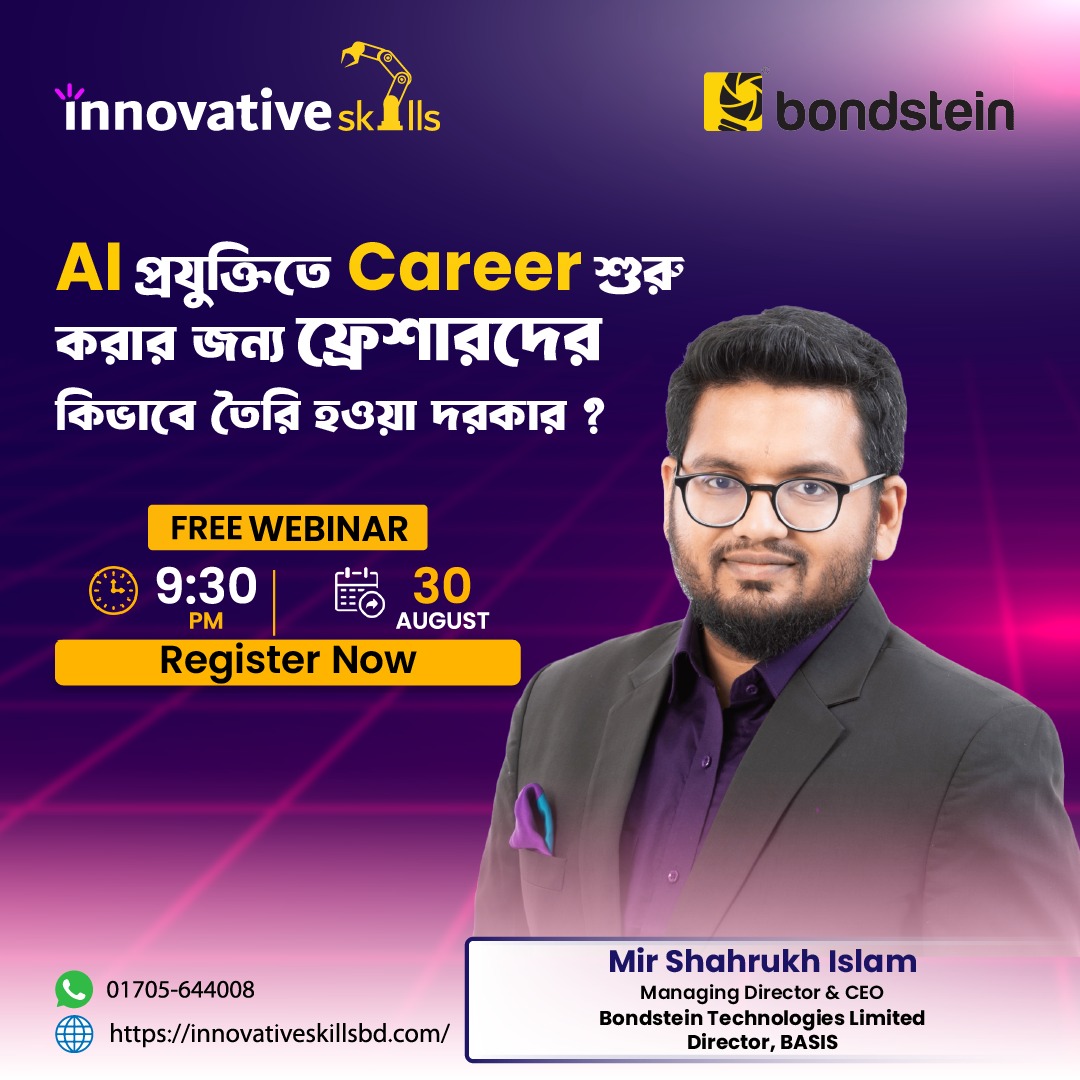 innovative skills
bondstein
AI প্রযুক্তিতে Career শুরু
করার জন্য ফ্রেশারদের
কিভাবে তৈরি হওয়া দরকার ?
FREE WEBINAR
9:30
PM
30
AUGUST
Register Now
01705-644008
https://innovativeskillsbd.com/
Mir Shahrukh Islam
Managing Director & CEO
Bondstein Technologies Limited
Director, BASIS